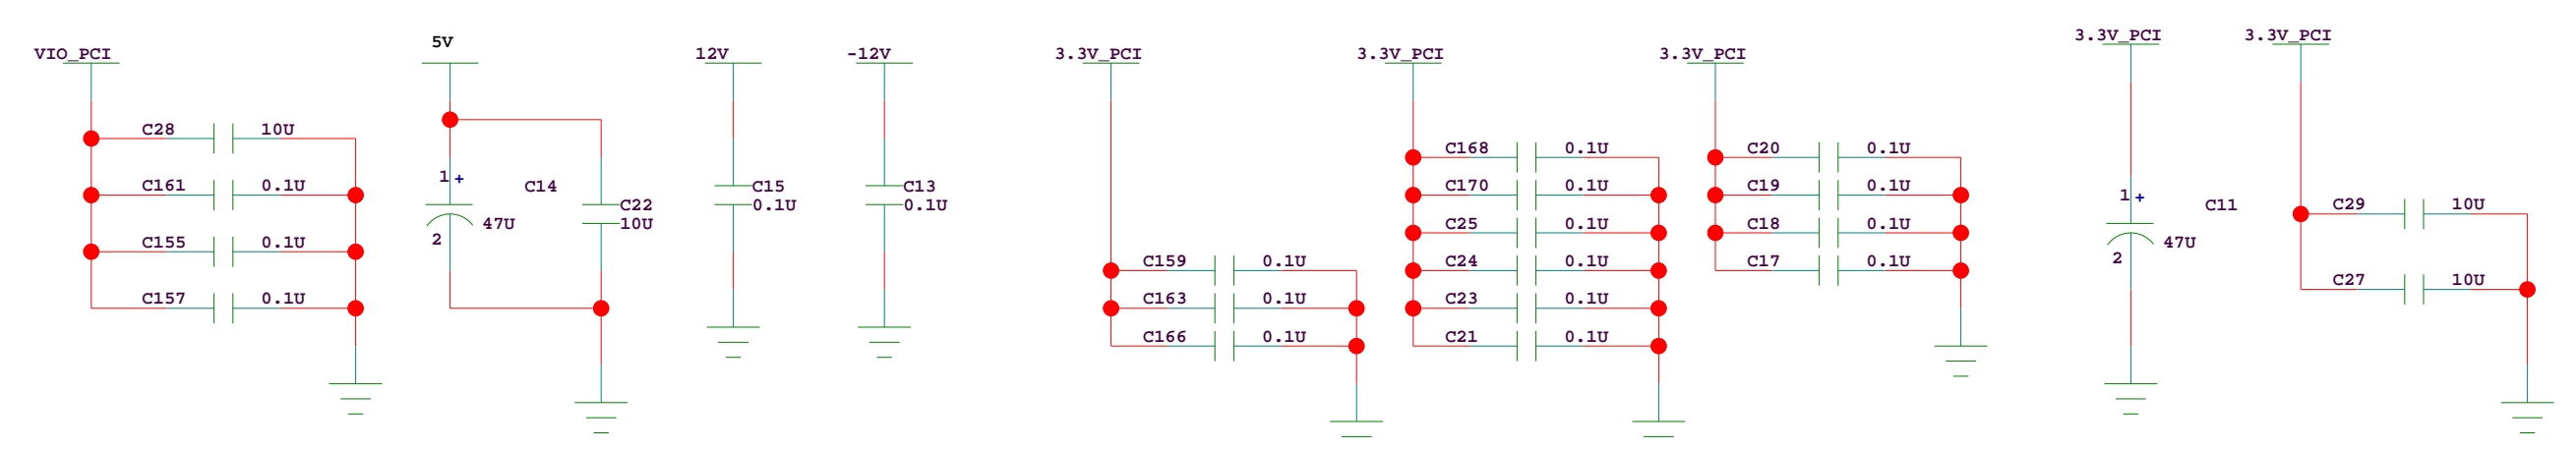 VIO_PCI
C28 10U
C161 0.1U
C155 0.1U
C157 0.1U
5V
1 +
C14
47U
2
C22
10U
12V
C15
0.1U
-12V
C13
0.1U
3.3V_PCI
C159 0.1U
C163 0.1U
C166 0.1U
3.3V_PCI
C168 0.1U
C170 0.1U
C25 0.1U
C24 0.1U
C23 0.1U
C21 0.1U
3.3V_PCI
C20 0.1U
C19 0.1U
C18 0.1U
C17 0.1U
3.3V_PCI
1 +
C11
47U
2
3.3V_PCI
C29 10U
C27 10U